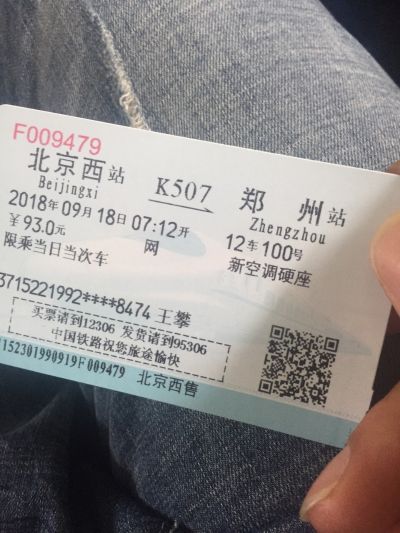 F009479
北京西站 K507 郑州站
Beijingxi Zhengzhou
2018年09月18日07:12开 12车100号
￥93.0元 网 新空调硬座
限乘当日当次车
3715221992****8474 王攀
买票请到12306 发货请到95306
中国铁路祝您旅途愉快
1152301990919F009479 北京西售